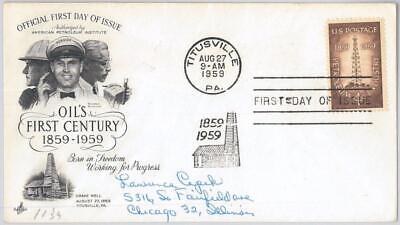 OFFICIAL FIRST DAY OF ISSUE
Authorized by
AMERICAN PETROLEUM INSTITUTE
OIL'S
FIRST CENTURY
1859-1959
Born in Freedom
Working for Progress
DRAKE WELL
AUGUST 27, 1859
TITUSVILLE, PA.
TITUSVILLE
AUG 27
9-AM
1959
PA.
FIRST DAY OF ISSUE
U.S. POSTAGE
1859
1959
Lawrence
5314 So Fairfield Ave
Chicago 32, Illinois